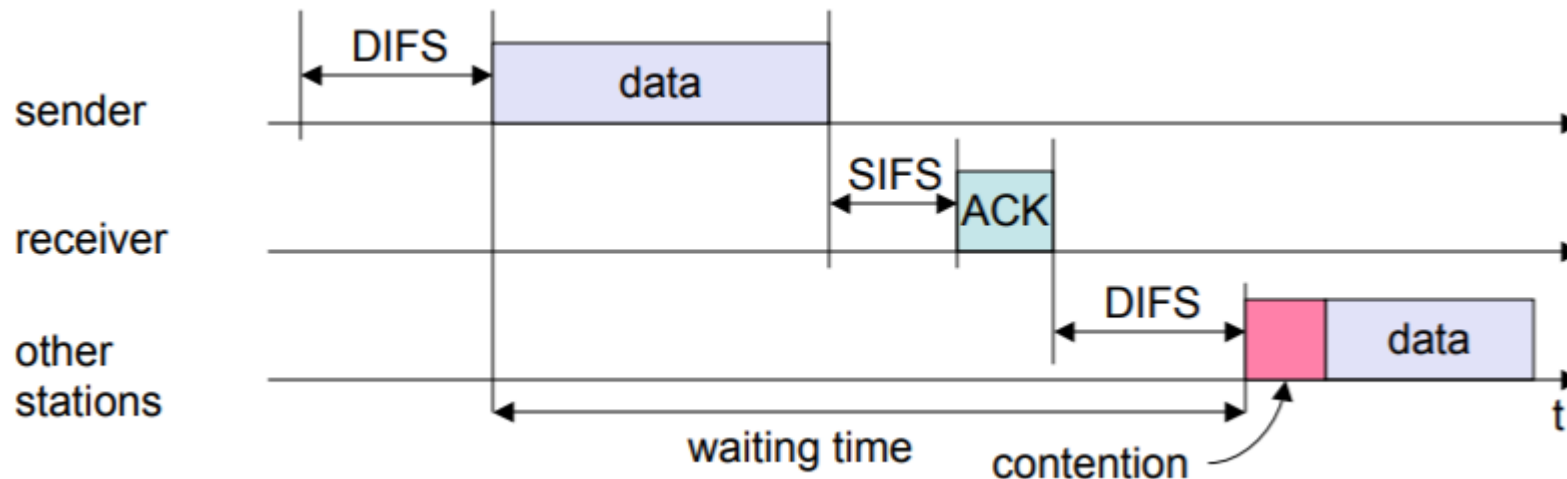 DIFS
data
sender
SIFS
ACK
receiver
DIFS
other
stations
data
t
waiting time
contention